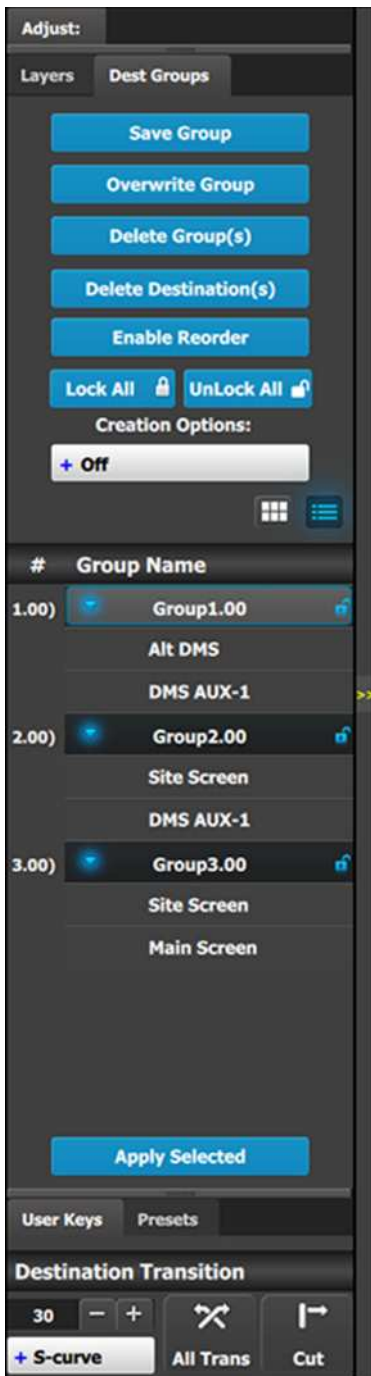 Adjust:
Layers Dest Groups
Save Group
Overwrite Group
Delete Group(s)
Delete Destination(s)
Enable Reorder
Lock All UnLock All
Creation Options:
+ Off
# Group Name
1.00) Group1.00
Alt DMS
DMS AUX-1
>>
2.00) Group2.00
Site Screen
DMS AUX-1
3.00) Group3.00
Site Screen
Main Screen
Apply Selected
User Keys Presets
Destination Transition
30 − +
+ S-curve All Trans Cut